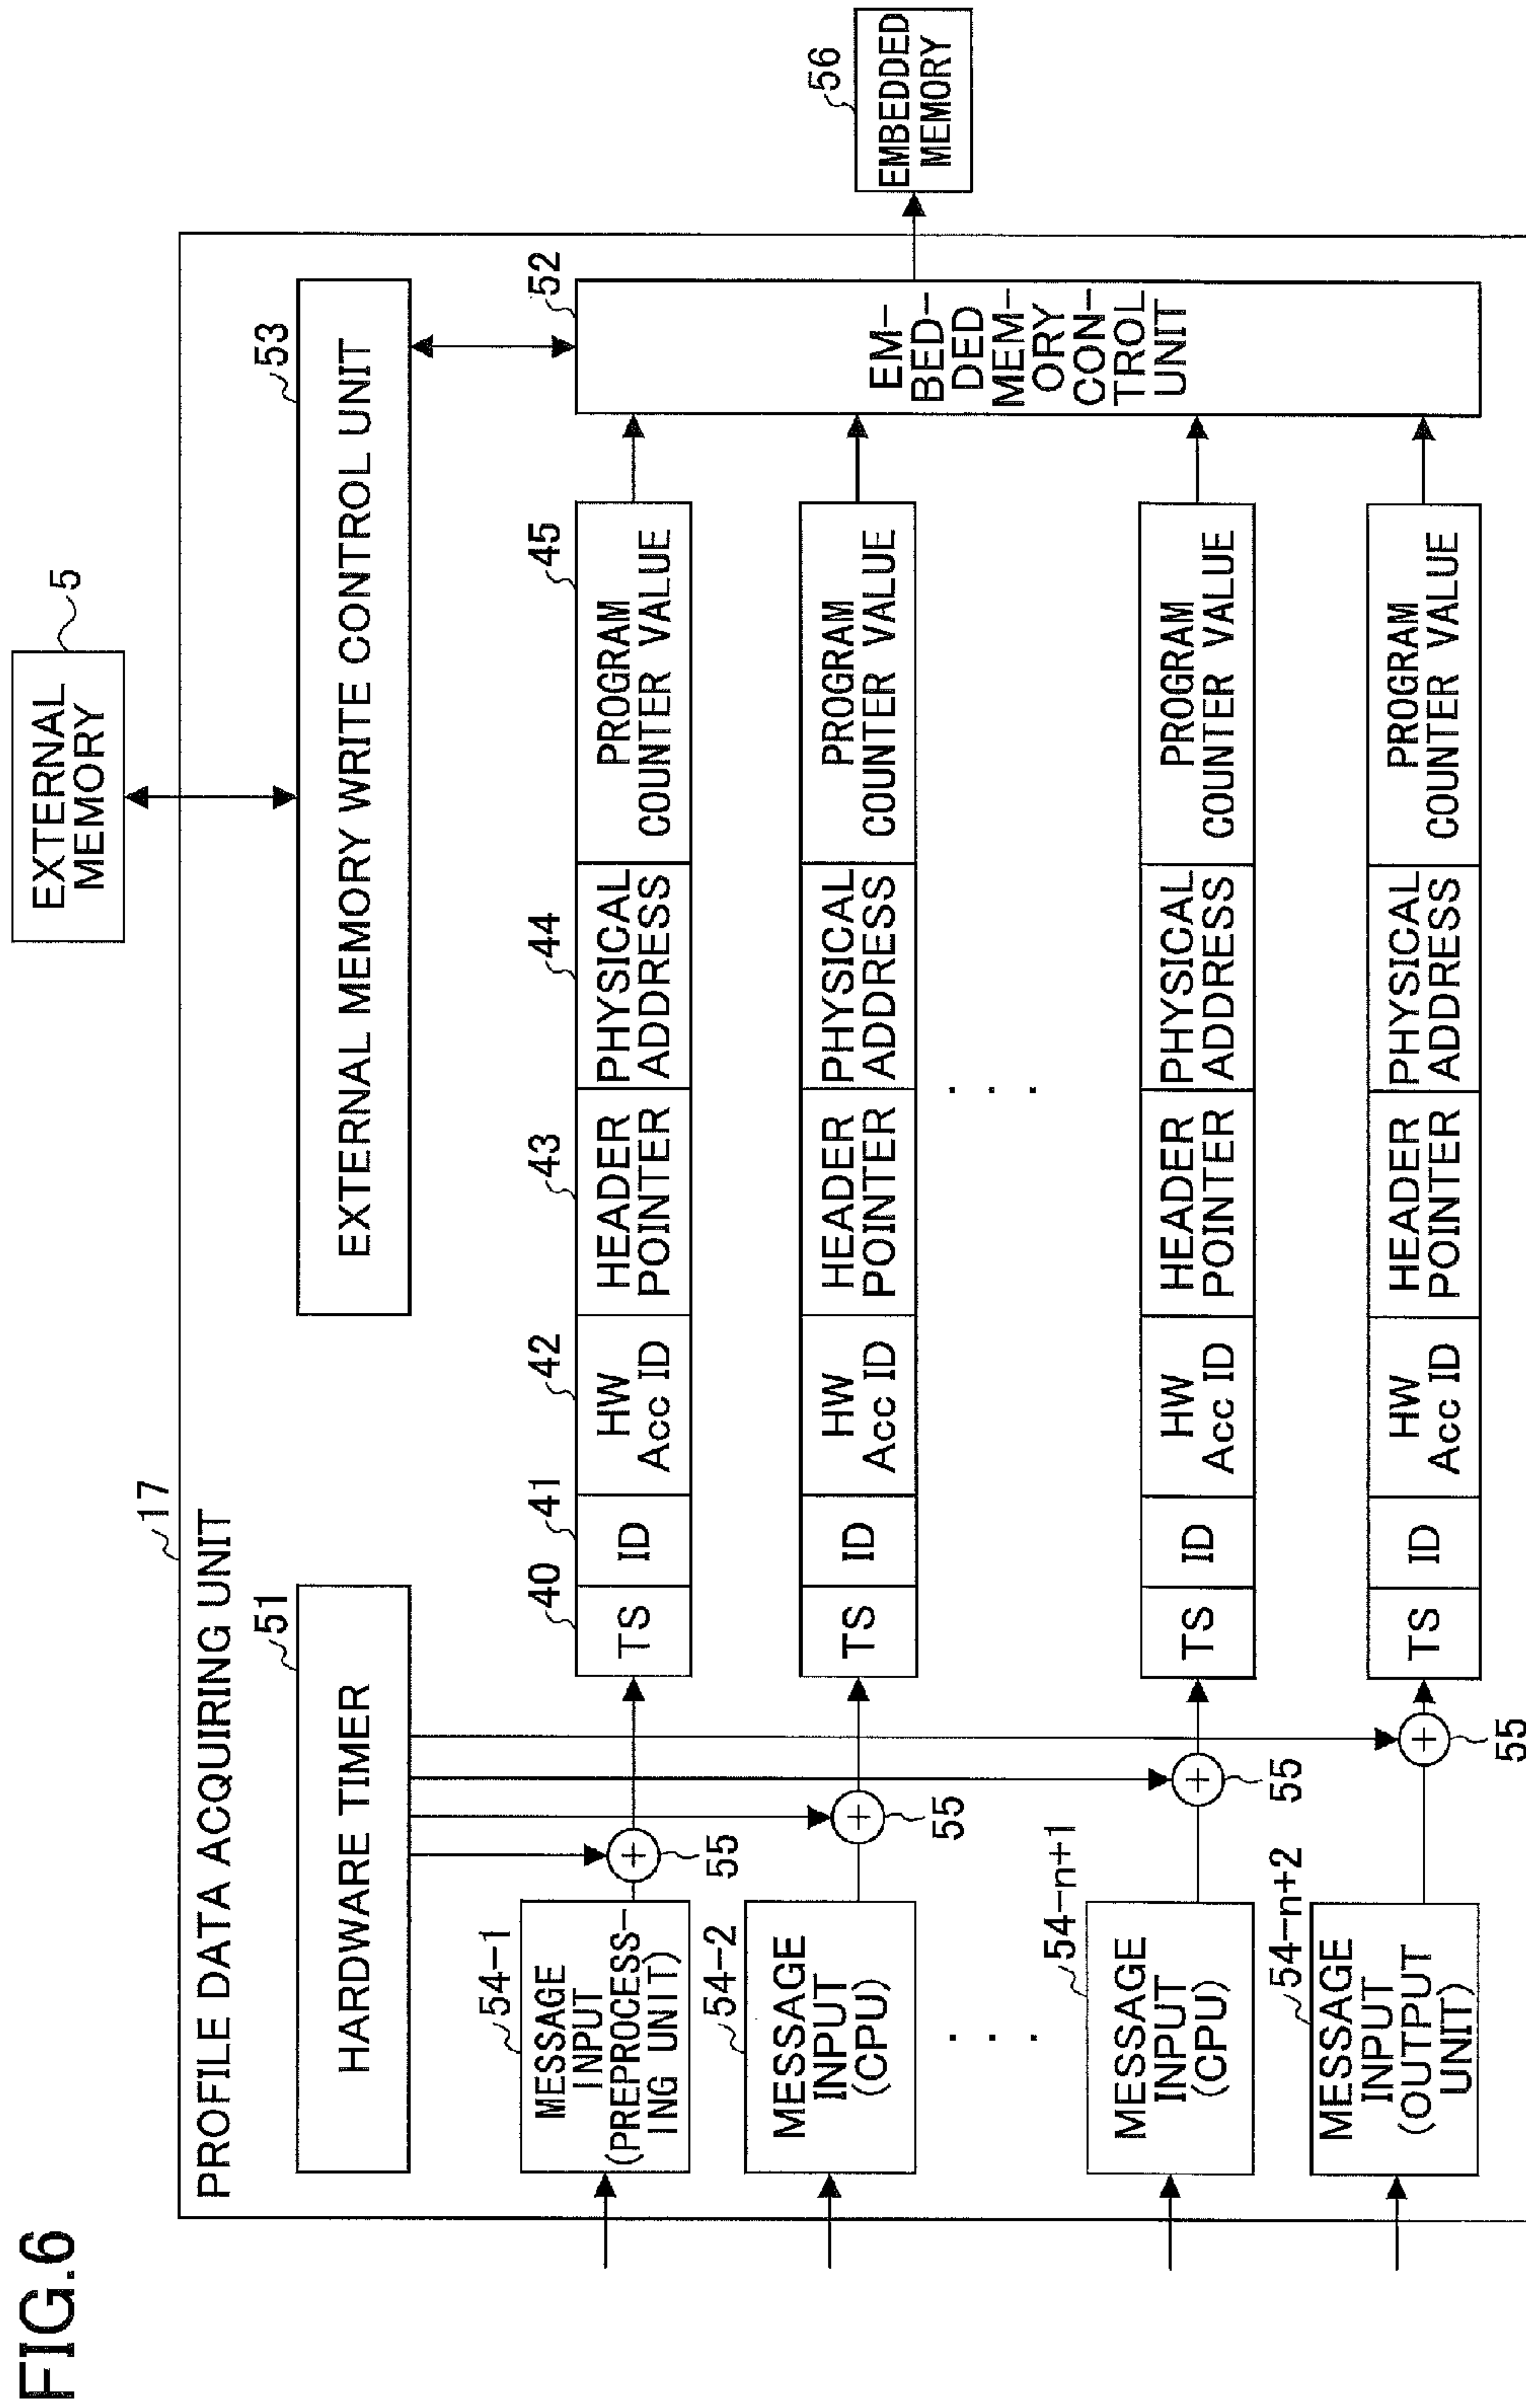 FIG.6
EXTERNAL
MEMORY
5
PROFILE DATA ACQUIRING UNIT
17
51
HARDWARE TIMER
53
EXTERNAL MEMORY WRITE CONTROL UNIT
54-1
MESSAGE
INPUT
(PREPROCESS-
ING UNIT)
55
40
41
42
43
44
45
TS
ID
HW
Acc ID
HEADER
POINTER
PHYSICAL
ADDRESS
PROGRAM
COUNTER VALUE
52
EM-
BED-
DED
MEM-
ORY
CON-
TROL
UNIT
56
EMBEDDED
MEMORY
54-2
MESSAGE
INPUT
(CPU)
55
TS
ID
HW
Acc ID
HEADER
POINTER
PHYSICAL
ADDRESS
PROGRAM
COUNTER VALUE
. . .
. . .
54-n+1
MESSAGE
INPUT
(CPU)
55
TS
ID
HW
Acc ID
HEADER
POINTER
PHYSICAL
ADDRESS
PROGRAM
COUNTER VALUE
54-n+2
MESSAGE
INPUT
(OUTPUT
UNIT)
55
TS
ID
HW
Acc ID
HEADER
POINTER
PHYSICAL
ADDRESS
PROGRAM
COUNTER VALUE